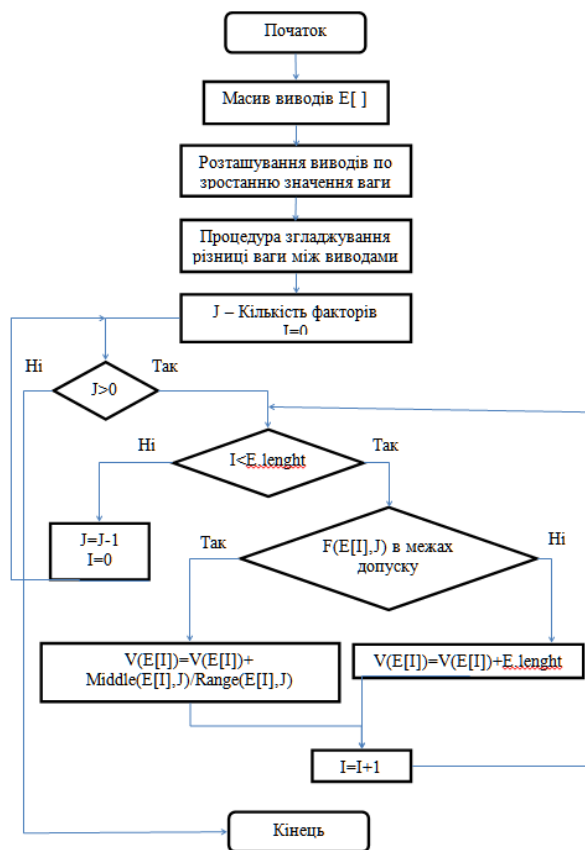 Початок
Масив виводів E[ ]
Розташування виводів по
зростанню значення ваги
Процедура згладжування
різниці ваги між виводами
J – Кількість факторів
I=0
Ні
Так
J>0
Ні
Так
I<E.lenght
J=J-1
I=0
Так
Ні
F(E[I],J) в межах
допуску
V(E[I])=V(E[I])+
Middle(E[I],J)/Range(E[I],J)
V(E[I])=V(E[I])+E.lenght
I=I+1
Кінець